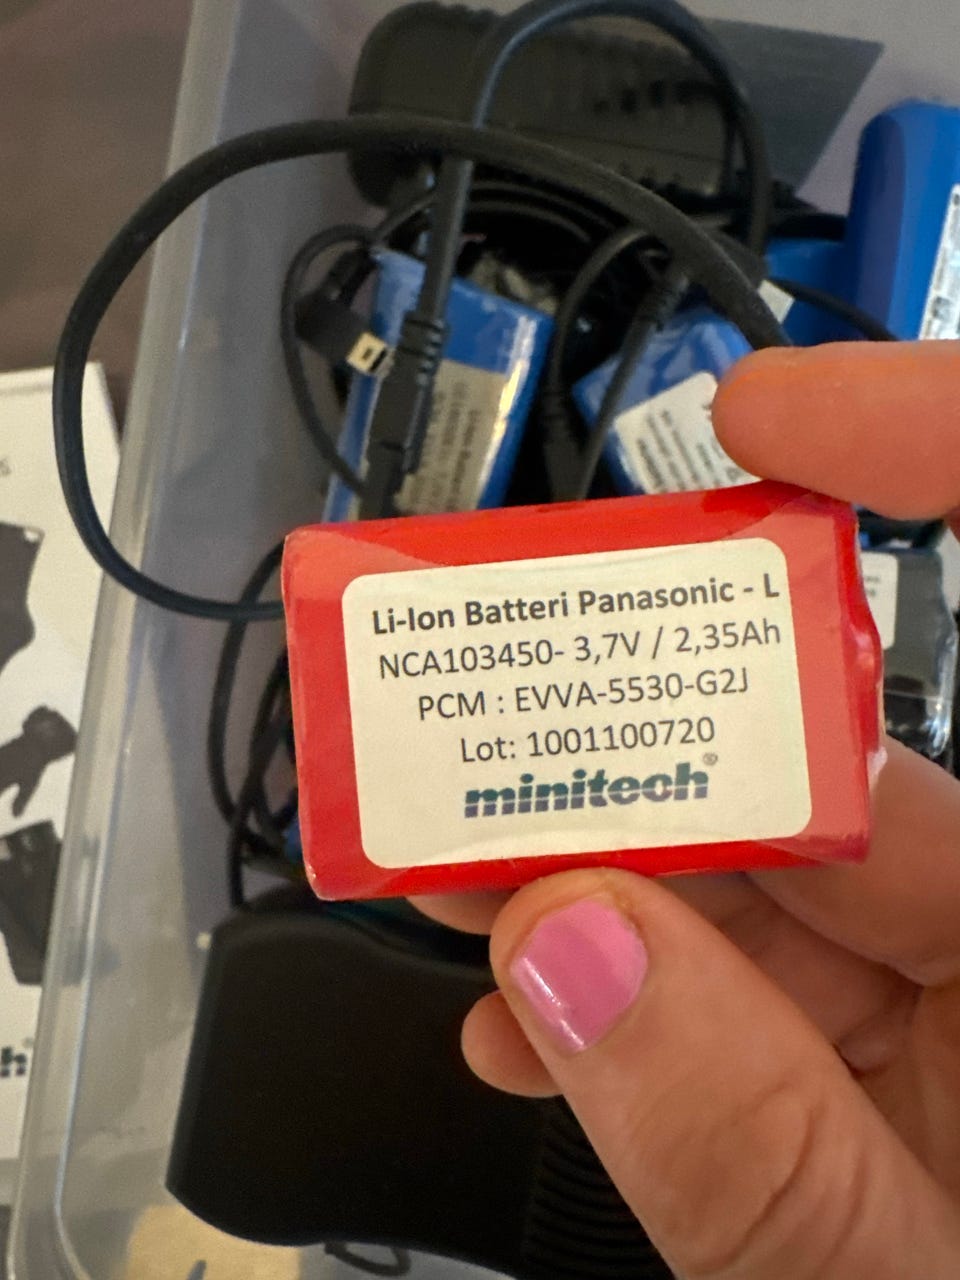 Li-Ion Batteri Panasonic - L
NCA103450- 3,7V / 2,35Ah
PCM : EVVA-5530-G2J
Lot: 1001100720
minitech®